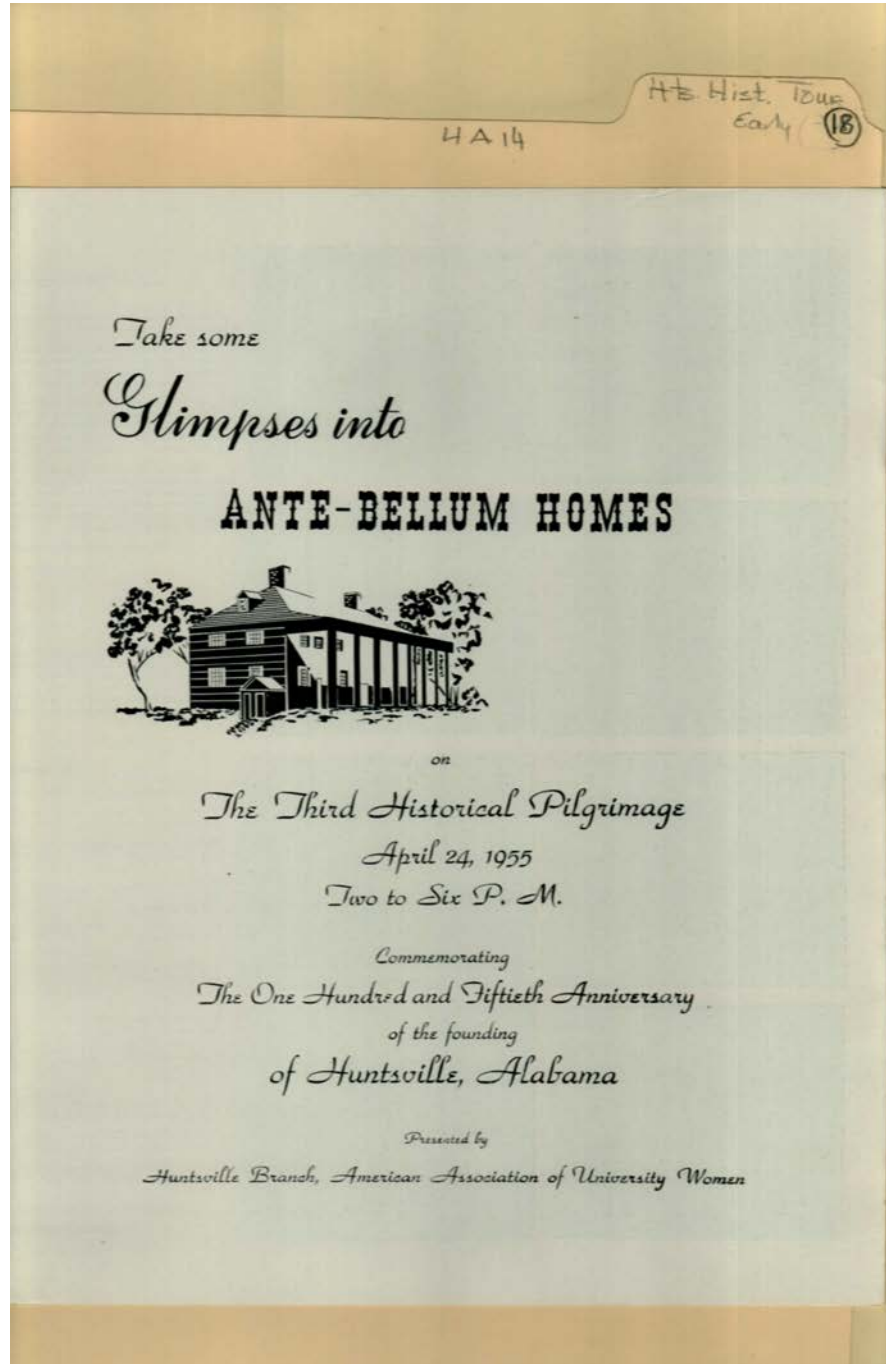 Hist. Tour
Early 18
4A14
Take some
Glimpses into
ANTE-BELLUM HOMES
on
The Third Historical Pilgrimage
April 24, 1955
Two to Six P. M.
Commemorating
The One Hundred and Fiftieth Anniversary
of the founding
of Huntsville, Alabama
Presented by
Huntsville Branch, American Association of University Women